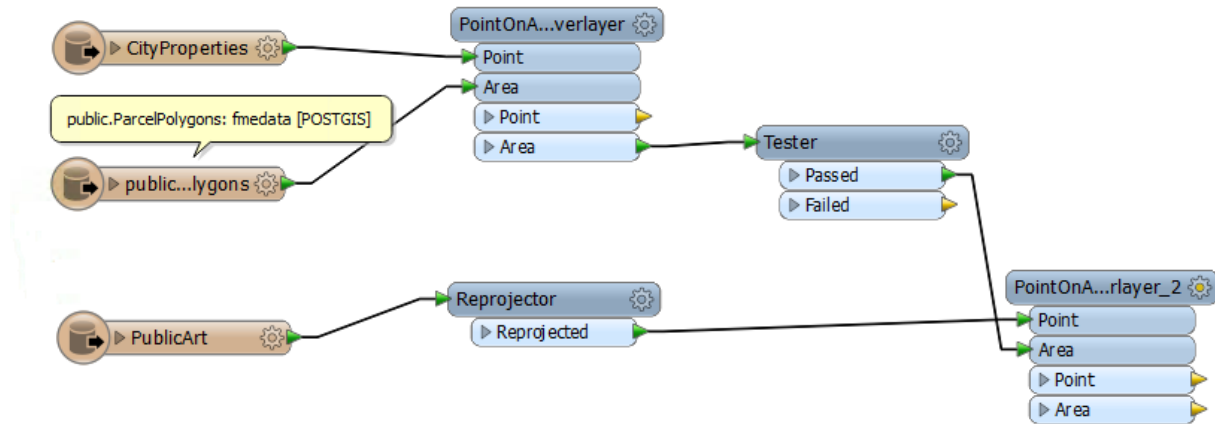 PointOnA...verlayer
CityProperties
Point
Area
public.ParcelPolygons: fmedata [POSTGIS]
Point
Area
public...lygons
Tester
Passed
Failed
PublicArt
Reprojector
Reprojected
PointOnA...rlayer_2
Point
Area
Point
Area